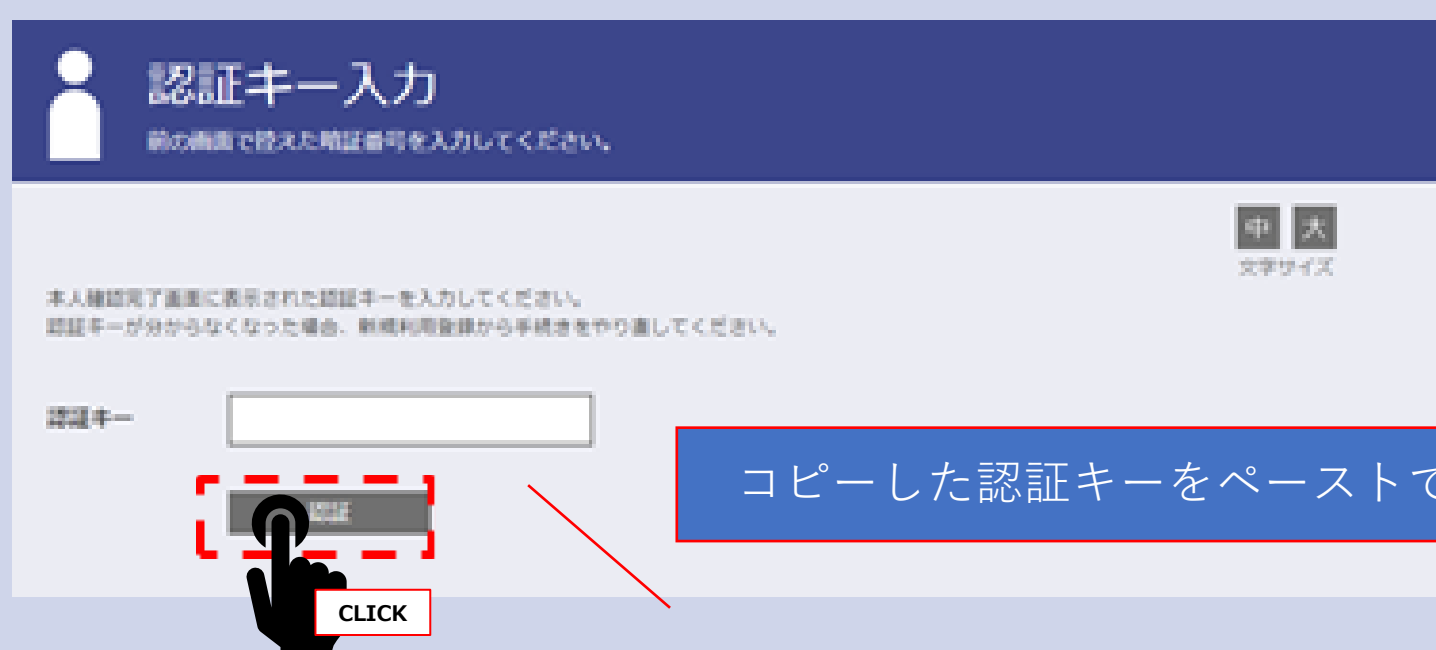 認証キー入力
前の画面で控えた暗証番号を入力してください。
中 大
文字サイズ
本人確認完了画面に表示された認証キーを入力してください。
認証キーが分からなくなった場合、新規利用登録から手続きをやり直してください。
認証キー
コピーした認証キーをペーストで
認証
CLICK